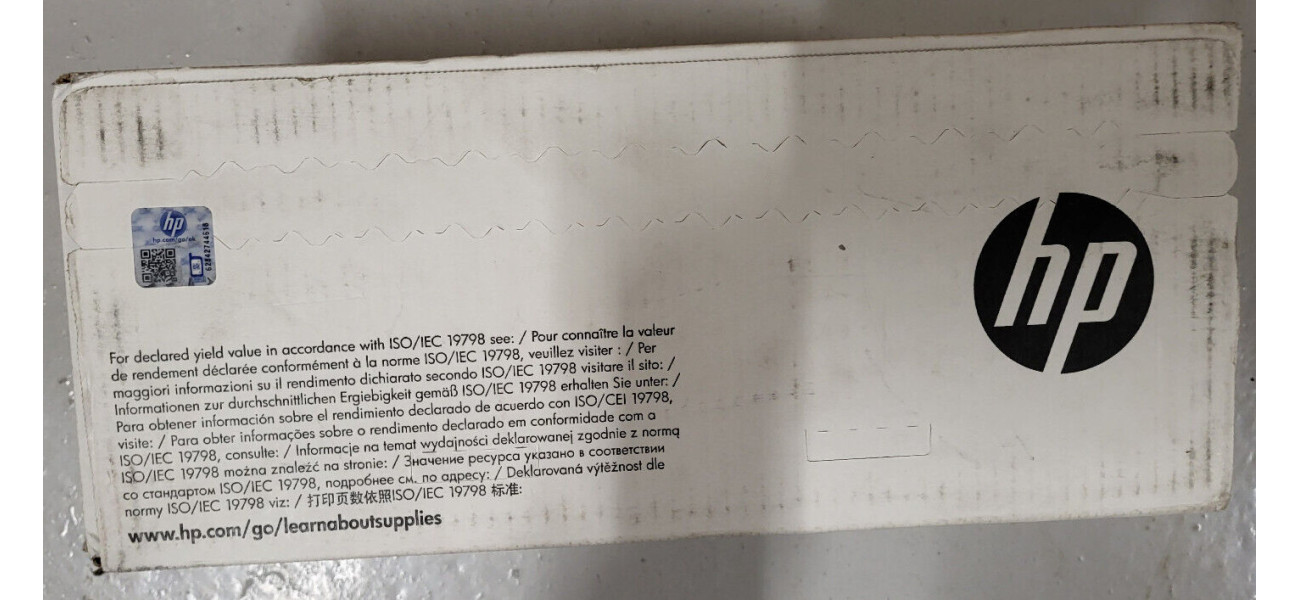 hp
hp.com/go/ok
62842744518
hp
For declared yield value in accordance with ISO/IEC 19798 see: / Pour connaître la valeur
de rendement déclarée conformément à la norme ISO/IEC 19798, veuillez visiter : / Per
maggiori informazioni su il rendimento dichiarato secondo ISO/IEC 19798 visitare il sito: /
Informationen zur durchschnittlichen Ergiebigkeit gemäß ISO/IEC 19798 erhalten Sie unter: /
Para obtener información sobre el rendimiento declarado de acuerdo con ISO/CEI 19798,
visite: / Para obter informações sobre o rendimento declarado em conformidade com a
ISO/IEC 19798, consulte: / Informacje na temat wydajności deklarowanej zgodnie z normą
ISO/IEC 19798 można znaleźć na stronie: / Значение ресурса указано в соответствии
со стандартом ISO/IEC 19798, подробнее см. по адресу: / Deklarovaná výtěžnost dle
normy ISO/IEC 19798 viz: / 打印页数依照ISO/IEC 19798 标准:
www.hp.com/go/learnaboutsupplies